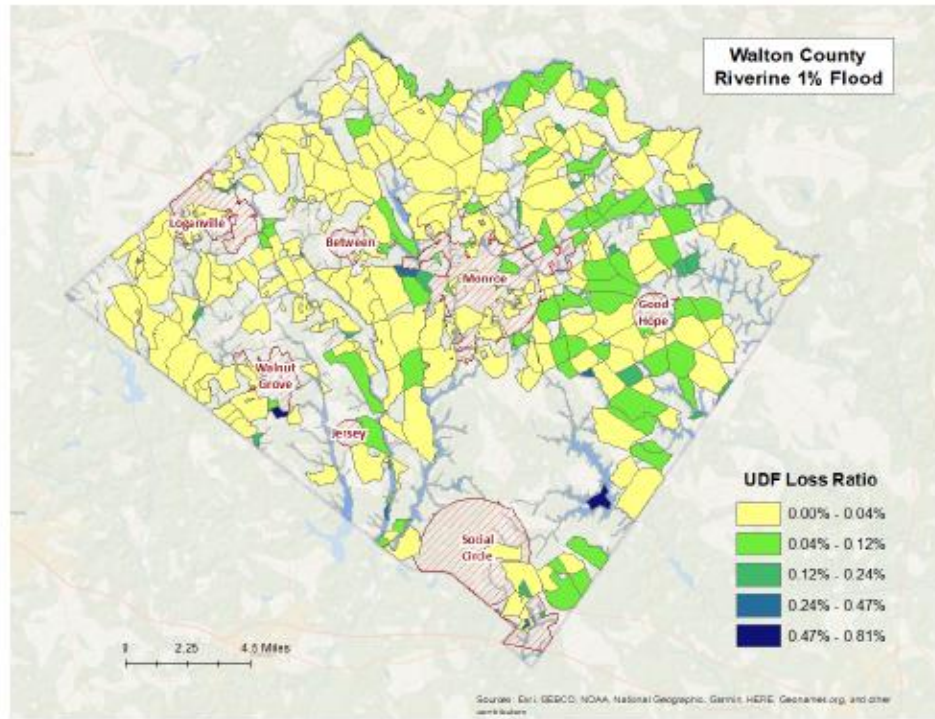 Walton County
Riverine 1% Flood
Loganville
Between
Monroe
Good
Hope
Walnut
Grove
Jersey
Social
Circle
UDF Loss Ratio
0.00% - 0.04%
0.04% - 0.12%
0.12% - 0.24%
0.24% - 0.47%
0.47% - 0.81%
0 2.25 4.5 Miles
Sources: Esri, GEBCO, NOAA, National Geographic, Garmin, HERE, Geonames.org, and other
contributors